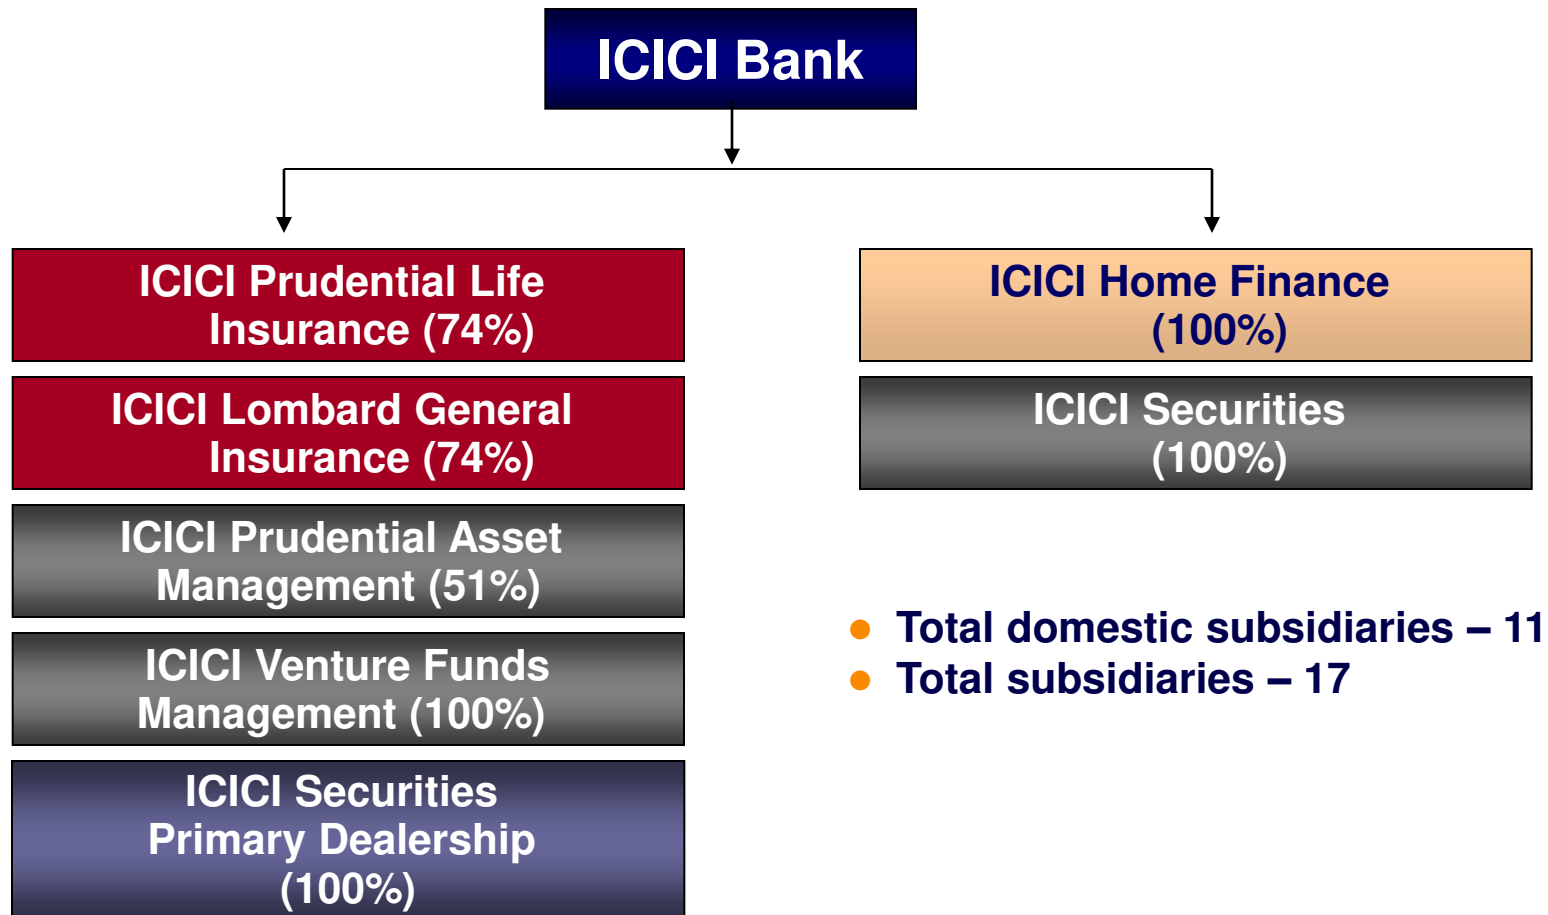 ICICI Bank
ICICI Prudential Life
Insurance (74%)
ICICI Lombard General
Insurance (74%)
ICICI Prudential Asset
Management (51%)
ICICI Venture Funds
Management (100%)
ICICI Securities
Primary Dealership
(100%)
ICICI Home Finance
(100%)
ICICI Securities
(100%)
● Total domestic subsidiaries – 11
● Total subsidiaries – 17